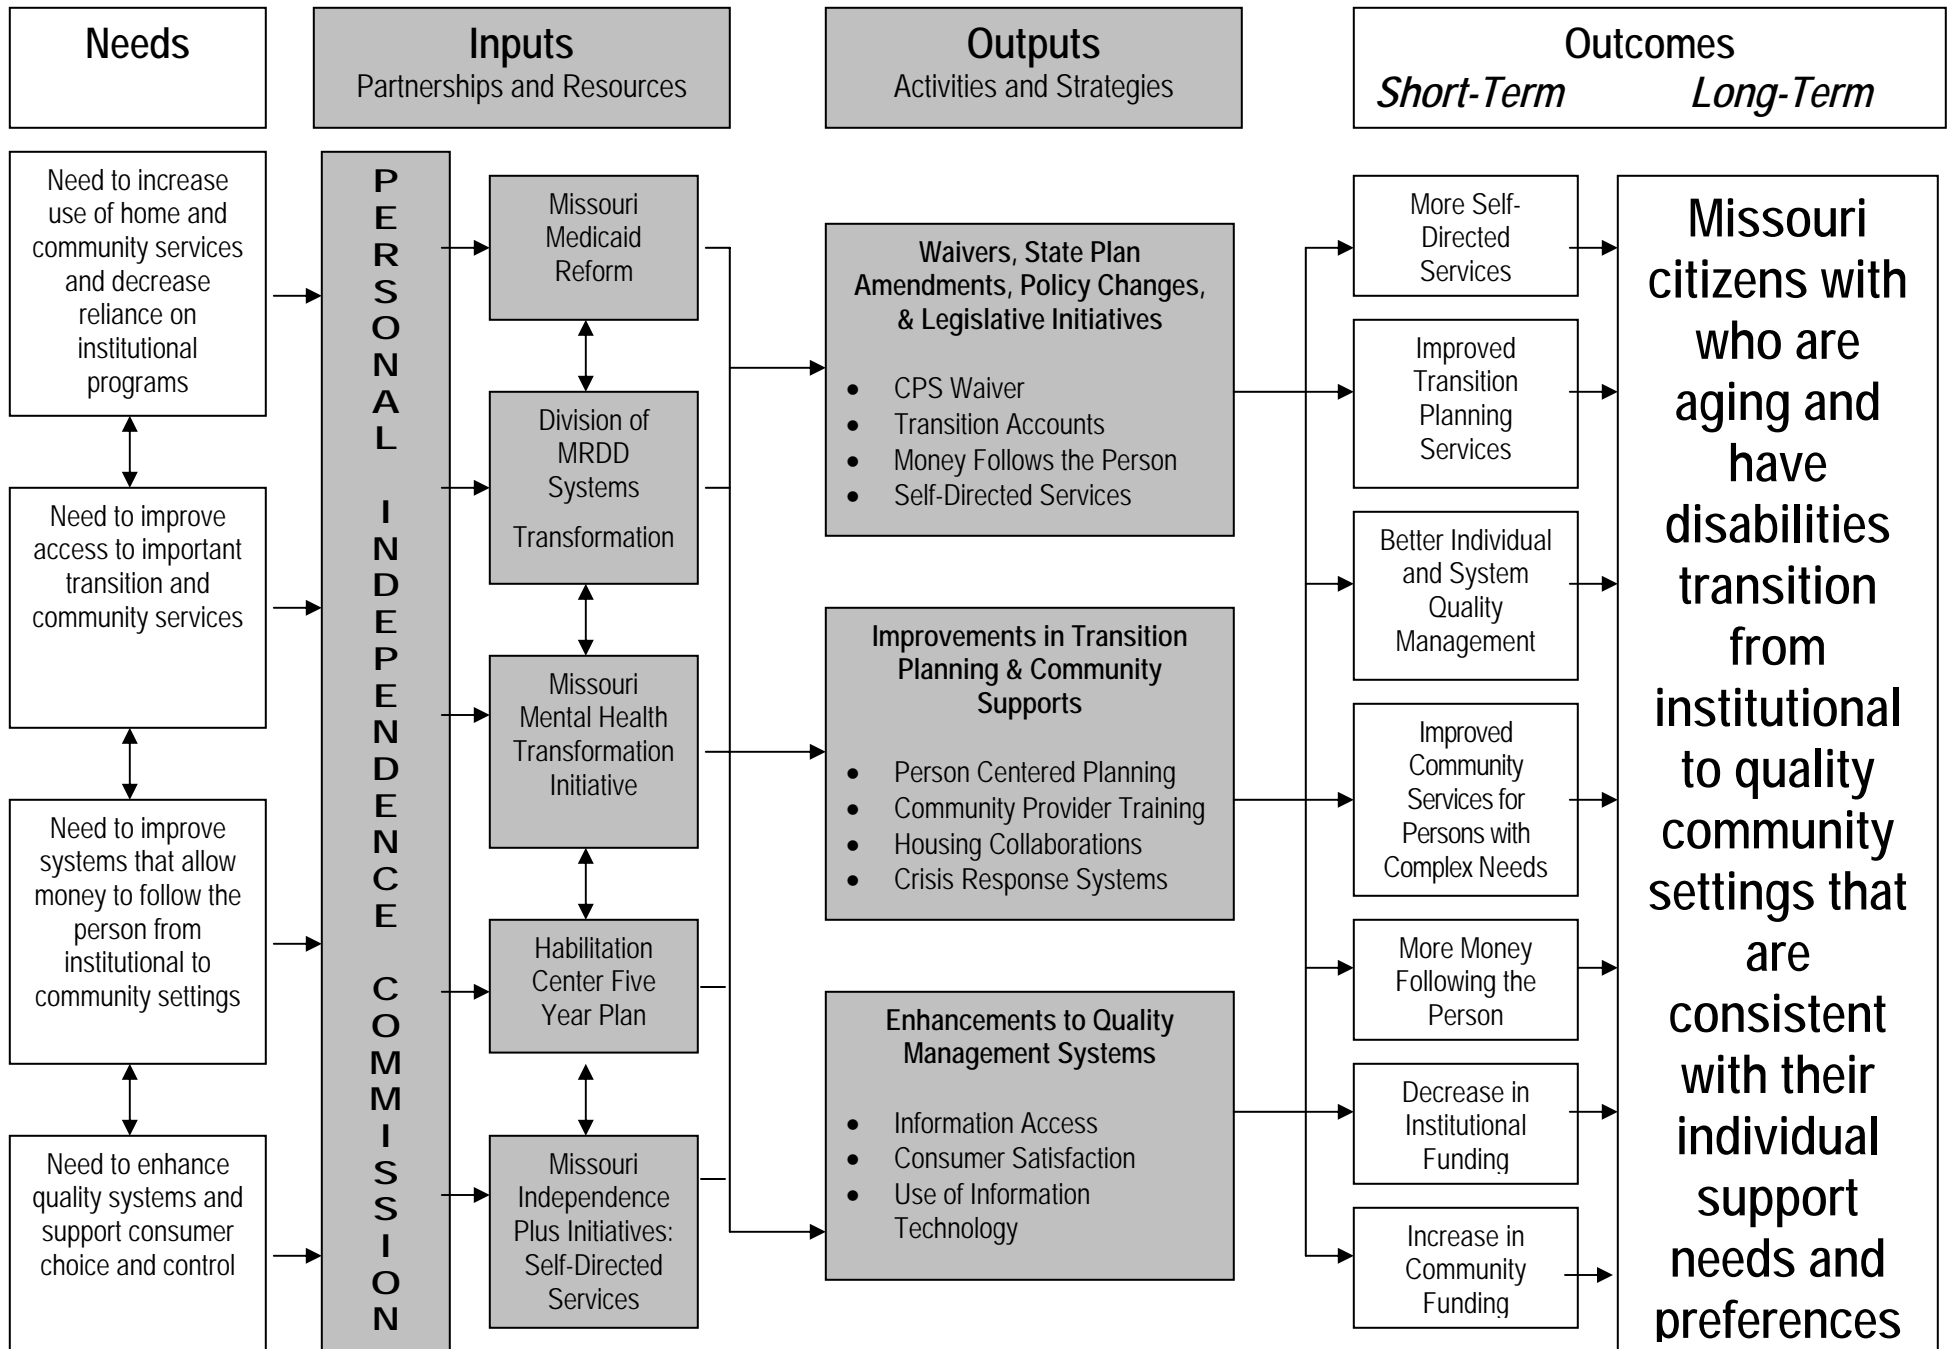 Needs
Inputs
Partnerships and Resources
Outputs
Activities and Strategies
Outcomes
Short-Term Long-Term
Need to increase
use of home and
community services
and decrease
reliance on
institutional
programs
Need to improve
access to important
transition and
community services
Need to improve
systems that allow
money to follow the
person from
institutional to
community settings
Need to enhance
quality systems and
support consumer
choice and control
PERSONAL INDEPENDENCE COMMISSION
Missouri
Medicaid
Reform
Division of
MRDD
Systems
Transformation
Missouri
Mental Health
Transformation
Initiative
Habilitation
Center Five
Year Plan
Missouri
Independence
Plus Initiatives:
Self-Directed
Services
Waivers, State Plan
Amendments, Policy Changes,
& Legislative Initiatives
• CPS Waiver
• Transition Accounts
• Money Follows the Person
• Self-Directed Services
Improvements in Transition
Planning & Community
Supports
• Person Centered Planning
• Community Provider Training
• Housing Collaborations
• Crisis Response Systems
Enhancements to Quality
Management Systems
• Information Access
• Consumer Satisfaction
• Use of Information
Technology
More Self-
Directed
Services
Improved
Transition
Planning
Services
Better Individual
and System
Quality
Management
Improved
Community
Services for
Persons with
Complex Needs
More Money
Following the
Person
Decrease in
Institutional
Funding
Increase in
Community
Funding
Missouri
citizens with
who are
aging and
have
disabilities
transition
from
institutional
to quality
community
settings that
are
consistent
with their
individual
support
needs and
preferences